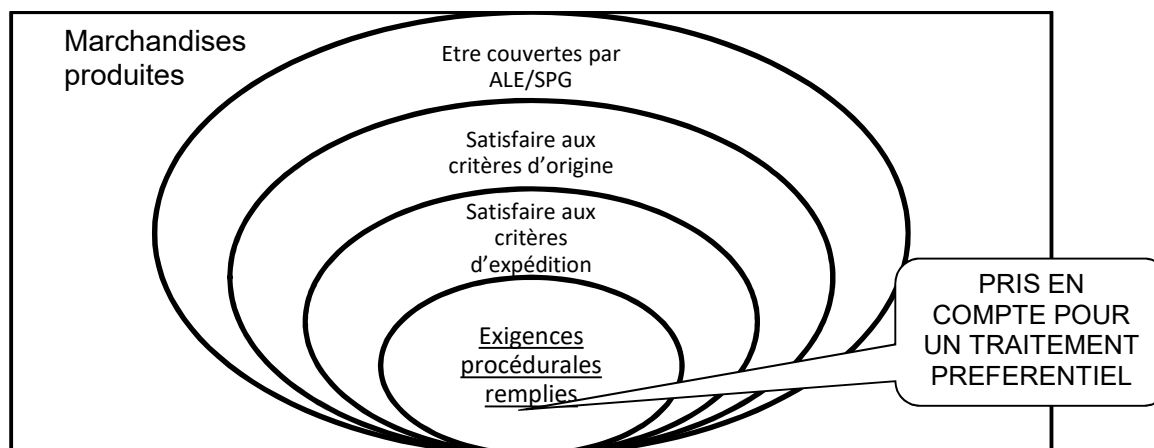 Marchandises
produites
Etre couvertes par
ALE/SPG
Satisfaire aux
critères d’origine
Satisfaire aux
critères
d’expédition
Exigences
procédurales
remplies
PRIS EN
COMPTE POUR
UN TRAITEMENT
PREFERENTIEL